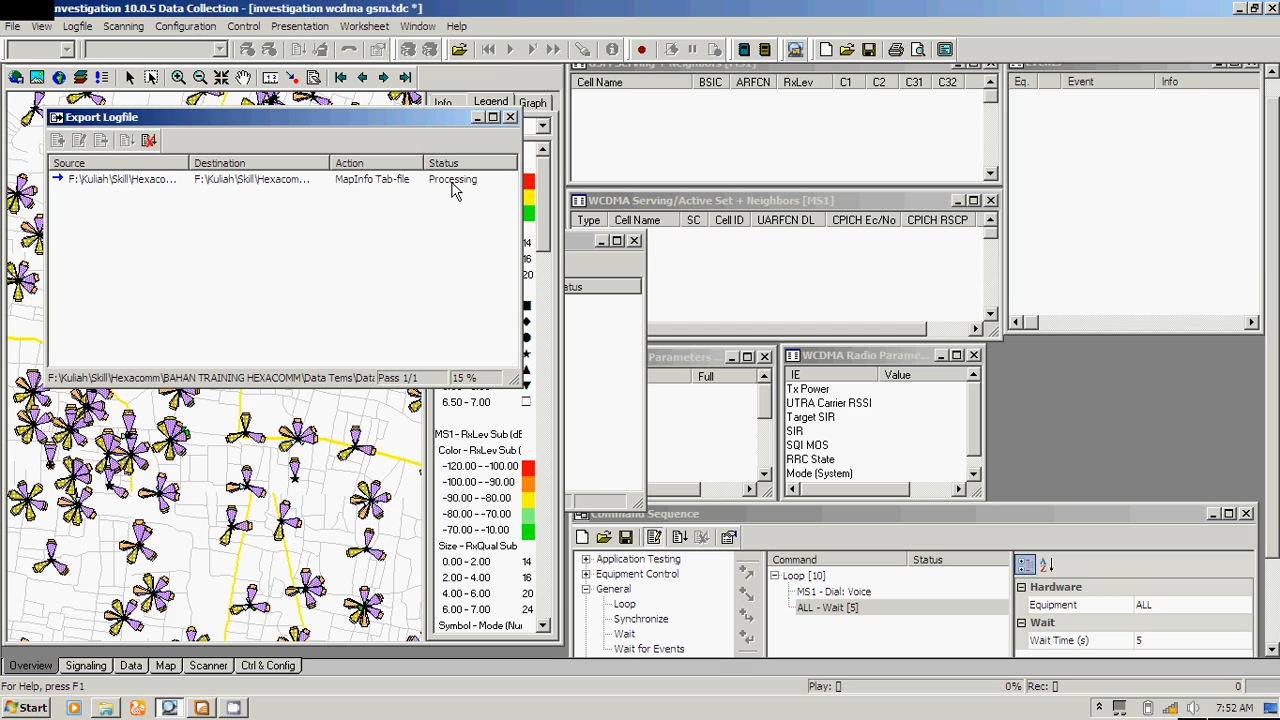 Investigation 10.0.5 Data Collection - [investigation wcdma gsm.tdc *]
File View Logfile Scanning Configuration Control Presentation Worksheet Window Help
GSM Serving + Neighbors [MS1]
Cell Name BSIC ARFCN RxLev C1 C2 C31 C32
Events
Eq. Event Info
Info Legend Graph
Export Logfile
Source Destination Action Status
F:\Kuliah\Skill\Hexaco... F:\Kuliah\Skill\Hexacom... MapInfo Tab-file Processing
F:\Kuliah\Skill\Hexacomm\BAHAN TRAINING HEXACOMM\Data Tems\Data Pass 1/1 15 %
14
16
20
6.50 - 7.00
MS1 - RxLev Sub (dB
Color - RxLev Sub (
-120.00 - -100.00
-100.00 - -90.00
-90.00 - -80.00
-80.00 - -70.00
-70.00 - -10.00
Size - RxQual Sub
0.00 - 2.00 14
2.00 - 4.00 16
4.00 - 6.00 20
6.00 - 7.00 24
Symbol - Mode (Nu
atus
WCDMA Serving/Active Set + Neighbors [MS1]
Type Cell Name SC Cell ID UARFCN DL CPICH Ec/No CPICH RSCP
Parameters
Full
WCDMA Radio Parame...
IE Value
Tx Power
UTRA Carrier RSSI
Target SIR
SIR
SQI MOS
RRC State
Mode (System)
Command Sequence
Application Testing
Equipment Control
General
Loop
Synchronize
Wait
Wait for Events
Command Status
Loop [10]
MS1 - Dial: Voice
ALL - Wait [5]
Hardware
Equipment ALL
Wait
Wait Time (s) 5
Overview Signaling Data Map Scanner Ctrl & Config
For Help, press F1
Play: [] 0% Rec: [] 0
Start
7:52 AM